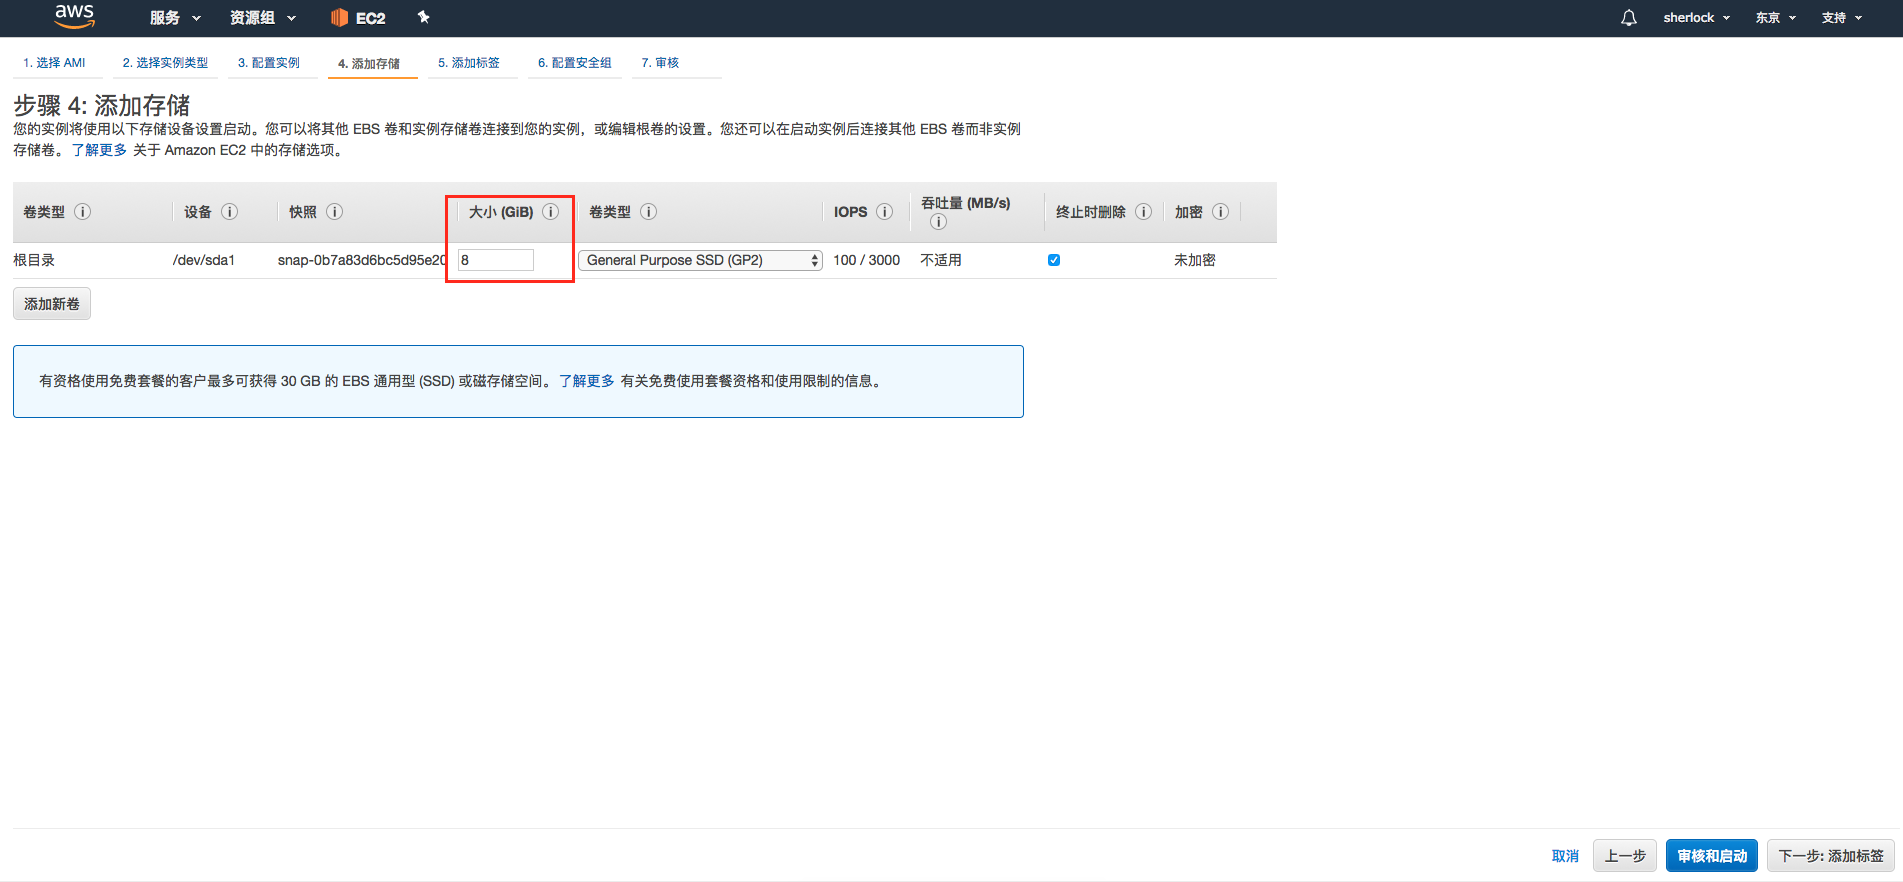 aws 服务 资源组 EC2 sherlock 东京 支持
1. 选择 AMI 2. 选择实例类型 3. 配置实例 4. 添加存储 5. 添加标签 6. 配置安全组 7. 审核
步骤 4: 添加存储
您的实例将使用以下存储设备设置启动。您可以将其他 EBS 卷和实例存储卷连接到您的实例，或编辑根卷的设置。您还可以在启动实例后连接其他 EBS 卷而非实例
存储卷。 了解更多 关于 Amazon EC2 中的存储选项。
卷类型 设备 快照 大小 (GiB) 卷类型 IOPS 吞吐量 (MB/s) 终止时删除 加密
根目录 /dev/sda1 snap-0b7a83d6bc5d95e20 8 General Purpose SSD (GP2) 100 / 3000 不适用 未加密
添加新卷
有资格使用免费套餐的客户最多可获得 30 GB 的 EBS 通用型 (SSD) 或磁存储空间。 了解更多 有关免费使用套餐资格和使用限制的信息。
取消 上一步 审核和启动 下一步: 添加标签